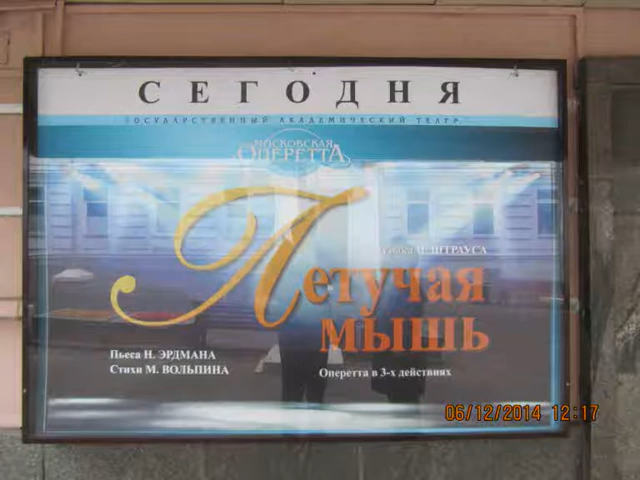 СЕГОДНЯ
ГОСУДАРСТВЕННЫЙ АКАДЕМИЧЕСКИЙ ТЕАТР
МОСКОВСКАЯ
ОПЕРЕТТА
ШТРАУСА
Летучая
мышь
Пьеса Н. ЭРДМАНА
Стихи М. ВОЛЬПИНА
Оперетта в 3-х действиях
06/12/2014 12:17